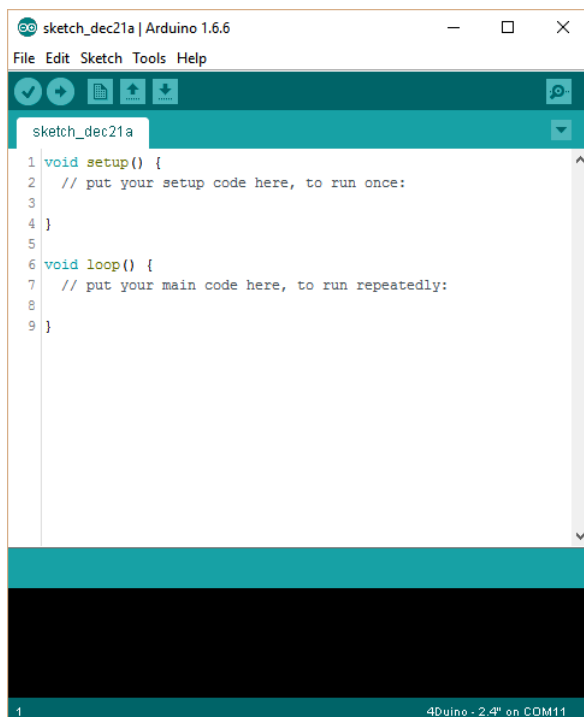 sketch_dec21a | Arduino 1.6.6
File Edit Sketch Tools Help
sketch_dec21a
1 void setup() {
2   // put your setup code here, to run once:
3
4 }
5
6 void loop() {
7   // put your main code here, to run repeatedly:
8
9 }
1 4Duino - 2.4" on COM11